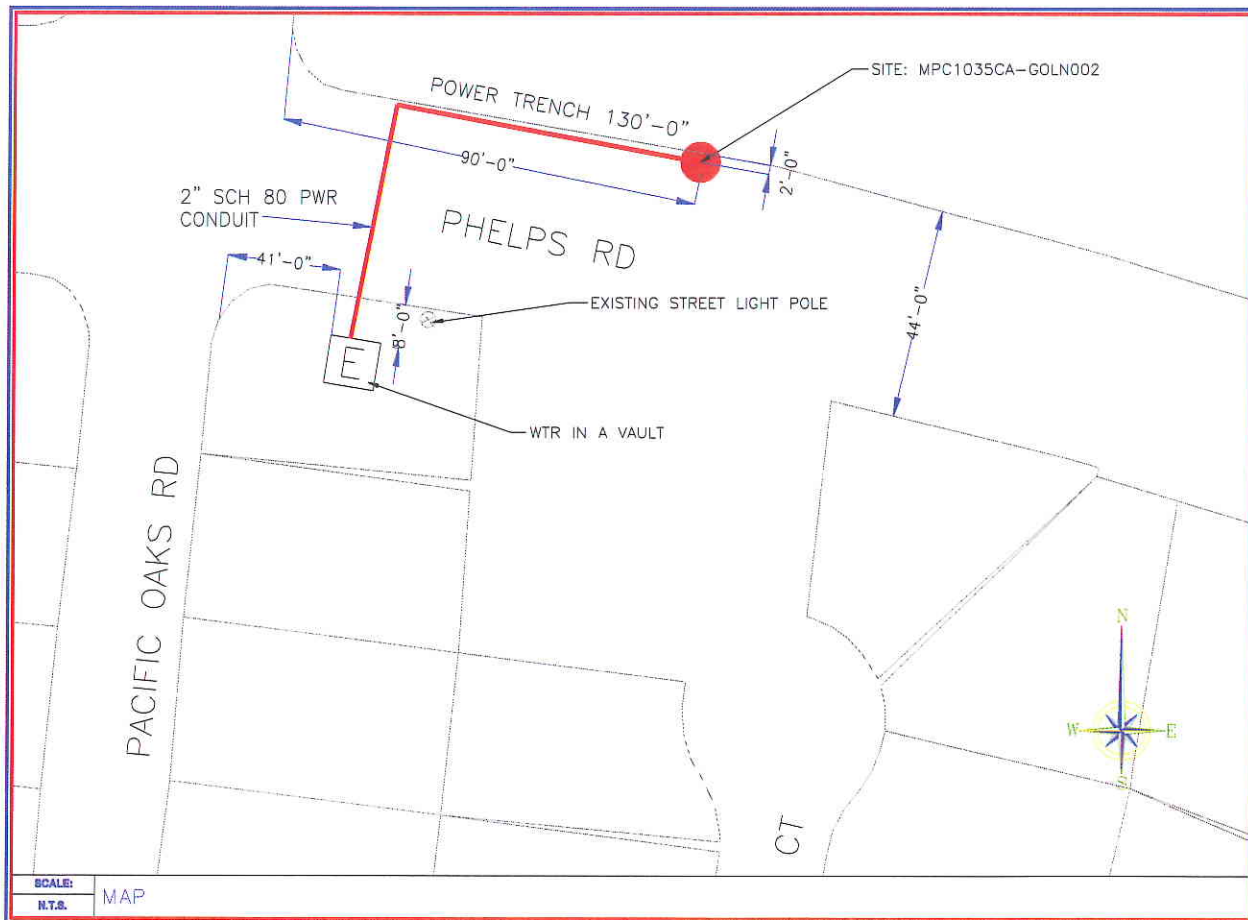 SITE: MPC1035CA-GOLN002
POWER TRENCH 130'-0"
90'-0"
2'-0"
2" SCH 80 PWR
CONDUIT
PHELPS RD
41'-0"
EXISTING STREET LIGHT POLE
8'-0"
44'-0"
E
WTR IN A VAULT
PACIFIC OAKS RD
N
W
E
S
CT
SCALE:
N.T.S.
MAP